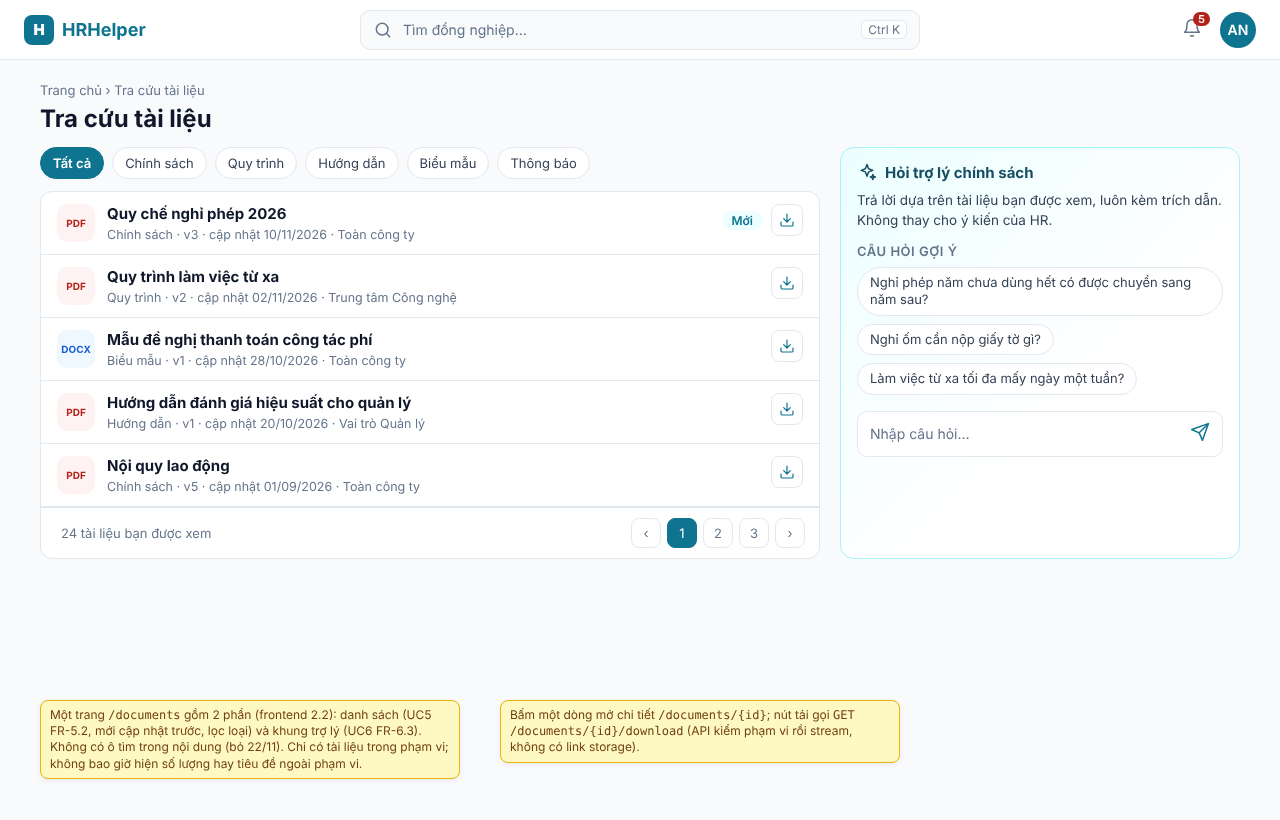 H HRHelper
Tìm đồng nghiệp...
Ctrl K
5
AN
Trang chủ › Tra cứu tài liệu
Tra cứu tài liệu
Tất cả
Chính sách
Quy trình
Hướng dẫn
Biểu mẫu
Thông báo
PDF
Quy chế nghỉ phép 2026
Chính sách · v3 · cập nhật 10/11/2026 · Toàn công ty
Mới
PDF
Quy trình làm việc từ xa
Quy trình · v2 · cập nhật 02/11/2026 · Trung tâm Công nghệ
DOCX
Mẫu đề nghị thanh toán công tác phí
Biểu mẫu · v1 · cập nhật 28/10/2026 · Toàn công ty
PDF
Hướng dẫn đánh giá hiệu suất cho quản lý
Hướng dẫn · v1 · cập nhật 20/10/2026 · Vai trò Quản lý
PDF
Nội quy lao động
Chính sách · v5 · cập nhật 01/09/2026 · Toàn công ty
24 tài liệu bạn được xem
‹ 1 2 3 ›
Hỏi trợ lý chính sách
Trả lời dựa trên tài liệu bạn được xem, luôn kèm trích dẫn.
Không thay cho ý kiến của HR.
CÂU HỎI GỢI Ý
Nghỉ phép năm chưa dùng hết có được chuyển sang
năm sau?
Nghỉ ốm cần nộp giấy tờ gì?
Làm việc từ xa tối đa mấy ngày một tuần?
Nhập câu hỏi...
Một trang /documents gồm 2 phần (frontend 2.2): danh sách (UC5
FR-5.2, mới cập nhật trước, lọc loại) và khung trợ lý (UC6 FR-6.3).
Không có ô tìm trong nội dung (bỏ 22/11). Chỉ có tài liệu trong phạm vi;
không bao giờ hiện số lượng hay tiêu đề ngoài phạm vi.
Bấm một dòng mở chi tiết /documents/{id}; nút tải gọi GET
/documents/{id}/download (API kiểm phạm vi rồi stream,
không có link storage).